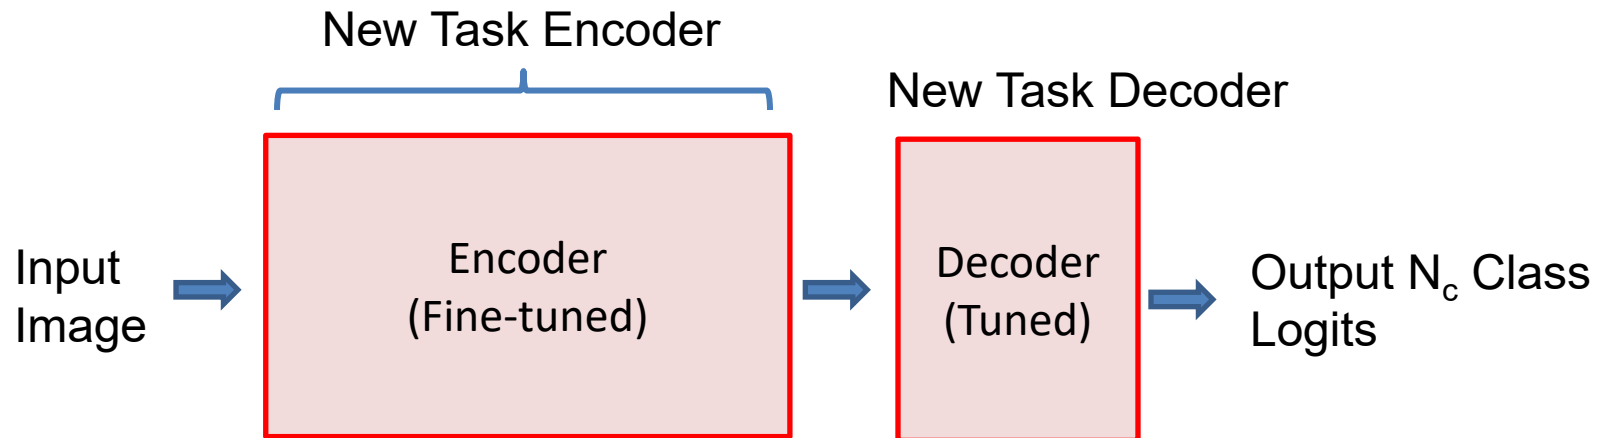 New Task Encoder
New Task Decoder
Input
Image
Encoder
(Fine-tuned)
Decoder
(Tuned)
Output Nc Class
Logits